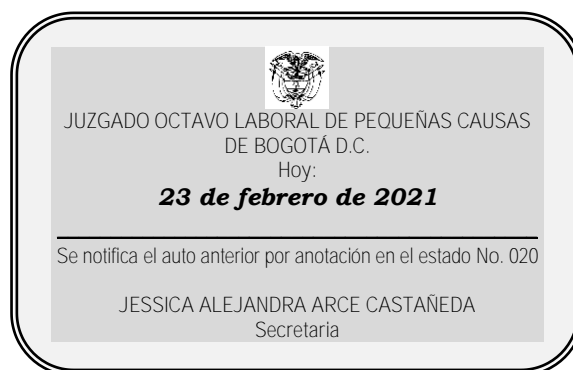 JUZGADO OCTAVO LABORAL DE PEQUEÑAS CAUSAS
DE BOGOTÁ D.C.
Hoy:
23 de febrero de 2021
Se notifica el auto anterior por anotación en el estado No. 020
JESSICA ALEJANDRA ARCE CASTAÑEDA
Secretaria